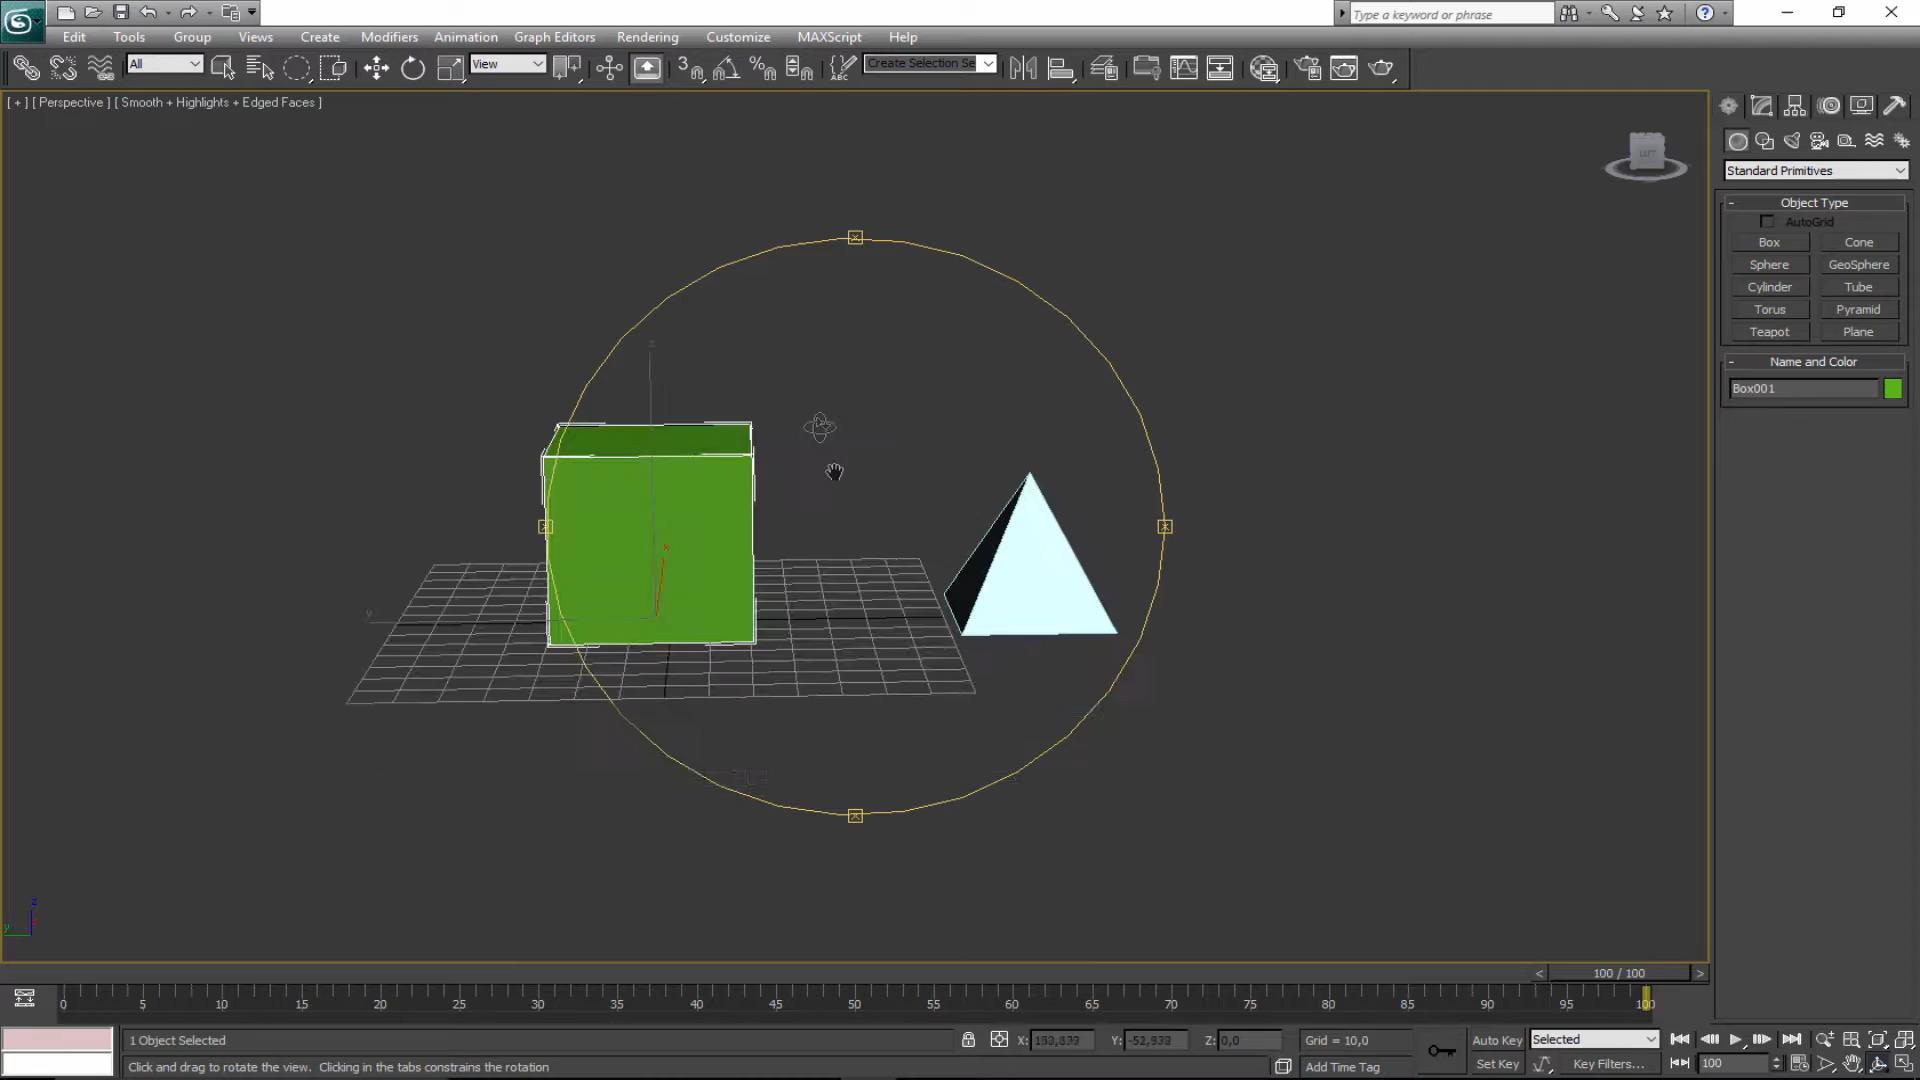 Type a keyword or phrase
Edit Tools Group Views Create Modifiers Animation Graph Editors Rendering Customize MAXScript Help
All View Create Selection Se
[ + ] [ Perspective ] [ Smooth + Highlights + Edged Faces ]
Standard Primitives
- Object Type
AutoGrid
Box Cone
Sphere GeoSphere
Cylinder Tube
Torus Pyramid
Teapot Plane
- Name and Color
Box001
z
x
y
z
y
< 100 / 100 >
0 5 10 15 20 25 30 35 40 45 50 55 60 65 70 75 80 85 90 95 100
1 Object Selected X: Y: -52,939 Z: 0,0 Grid = 10,0 Auto Key Selected
Click and drag to rotate the view. Clicking in the tabs constrains the rotation Add Time Tag Set Key Key Filters... 100